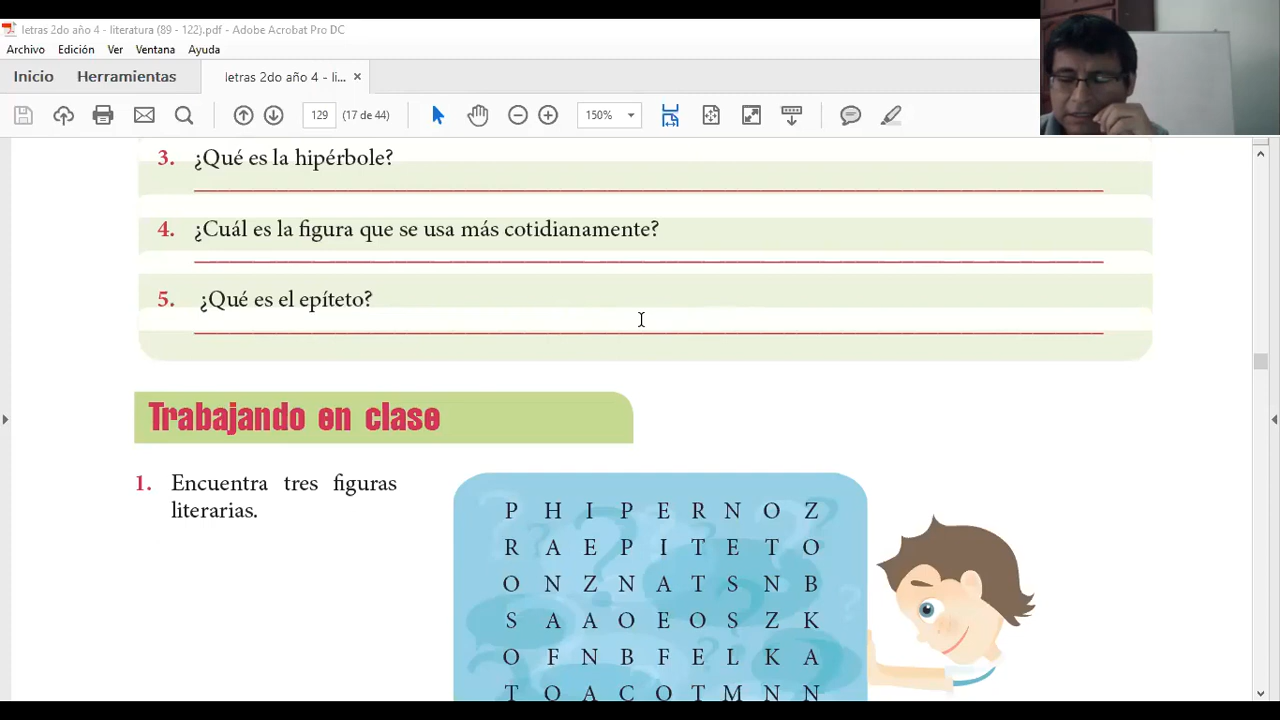 letras 2do año 4 - literatura (89 - 122).pdf - Adobe Acrobat Pro DC
Archivo Edición Ver Ventana Ayuda
Inicio Herramientas letras 2do año 4 - li... ×
129 (17 de 44) 150%
3. ¿Qué es la hipérbole?
4. ¿Cuál es la figura que se usa más cotidianamente?
5. ¿Qué es el epíteto?
Trabajando en clase
1. Encuentra tres figuras
literarias.
P H I P E R N O Z
R A E P I T E T O
O N Z N A T S N B
S A A O E O S Z K
O F N B F E L K A
T O A C O T M N N